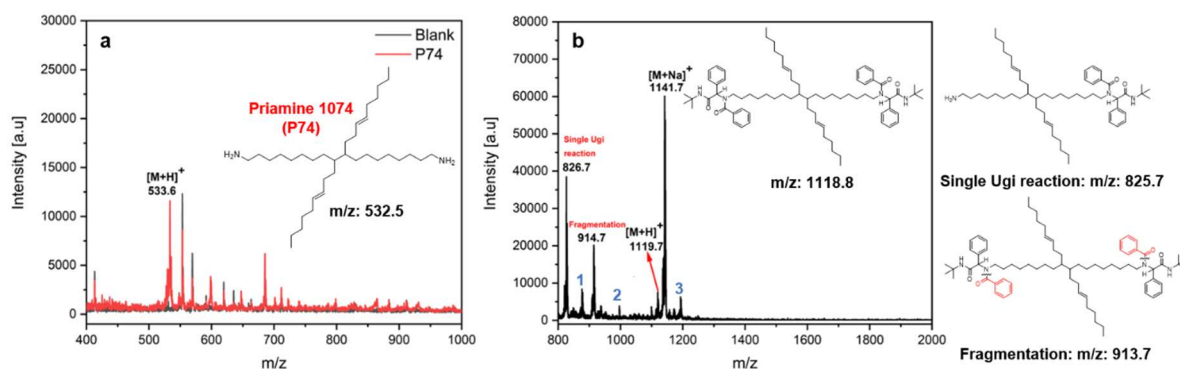 a
Blank
P74
Priamine 1074
(P74)
[M+H]+
533.6
H2N
NH2
m/z: 532.5
Intensity [a.u]
30000
25000
20000
15000
10000
5000
0
400
500
600
700
800
900
1000
m/z
b
[M+Na]+
1141.7
Single Ugi
reaction
826.7
Fragmentation
914.7
[M+H]+
1119.7
1
2
3
m/z: 1118.8
Intensity [a.u]
80000
70000
60000
50000
40000
30000
20000
10000
0
800
1000
1200
1400
1600
1800
2000
m/z
H2N
Single Ugi reaction: m/z: 825.7
Fragmentation: m/z: 913.7